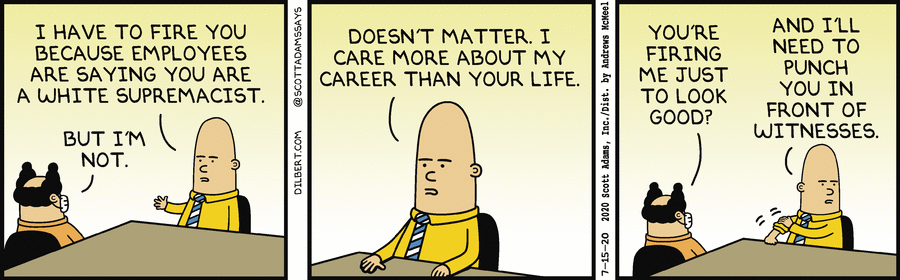 I HAVE TO FIRE YOU
BECAUSE EMPLOYEES
ARE SAYING YOU ARE
A WHITE SUPREMACIST.
BUT I'M
NOT.
DILBERT.COM @SCOTTADAMSSAYS
DOESN'T MATTER. I
CARE MORE ABOUT MY
CAREER THAN YOUR LIFE.
7-15-20 2020 Scott Adams, Inc./Dist. by Andrews McMeel
YOU'RE
FIRING
ME JUST
TO LOOK
GOOD?
AND I'LL
NEED TO
PUNCH
YOU IN
FRONT OF
WITNESSES.